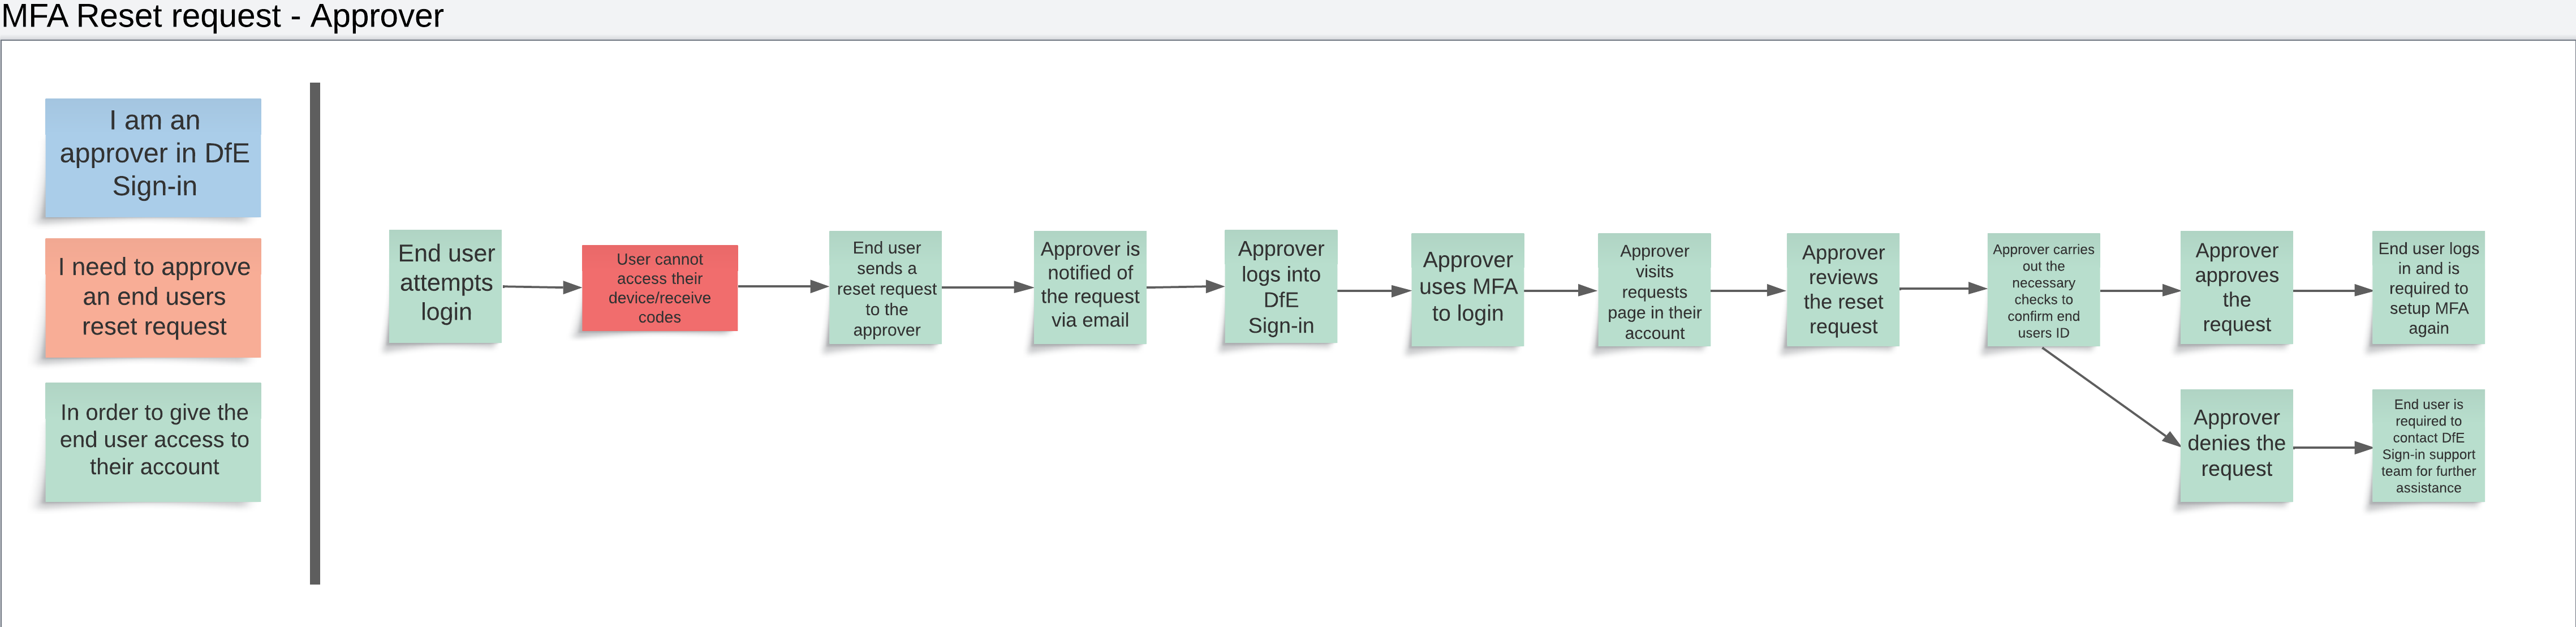 MFA Reset request - Approver
I am an
approver in DfE
Sign-in
I need to approve
an end users
reset request
In order to give the
end user access to
their account
End user
attempts
login
User cannot
access their
device/receive
codes
End user
sends a
reset request
to the
approver
Approver is
notified of
the request
via email
Approver
logs into
DfE
Sign-in
Approver
uses MFA
to login
Approver
visits
requests
page in their
account
Approver
reviews
the reset
request
Approver carries
out the
necessary
checks to
confirm end
users ID
Approver
approves
the
request
End user logs
in and is
required to
setup MFA
again
Approver
denies the
request
End user is
required to
contact DfE
Sign-in support
team for further
assistance